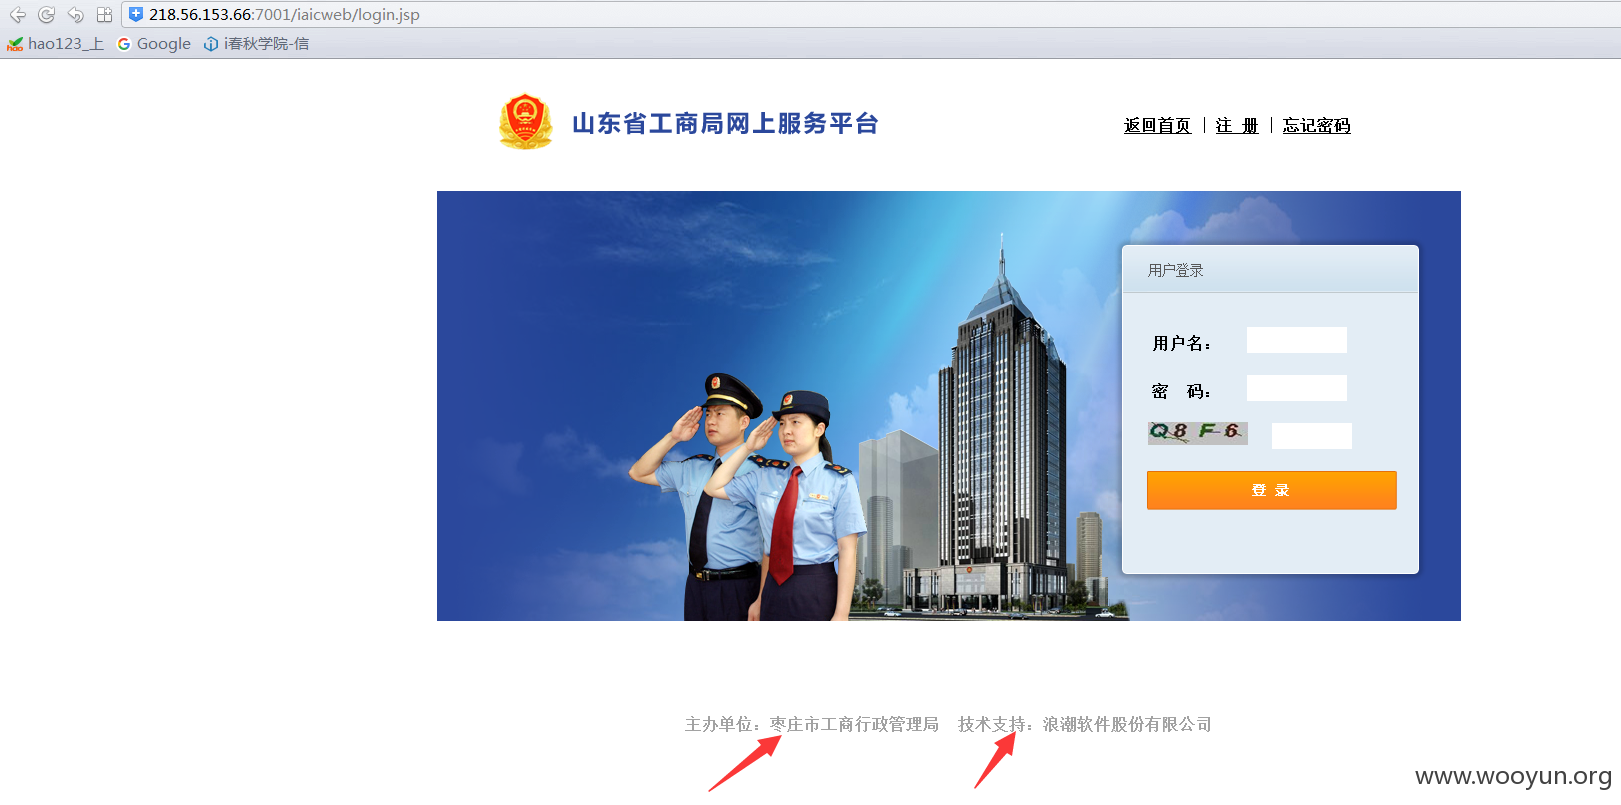 218.56.153.66:7001/iaicweb/login.jsp
hao123_上 Google i春秋学院-信
山东省工商局网上服务平台
返回首页 | 注 册 | 忘记密码
用户登录
用户名：
密 码：
Q8F6
登 录
主办单位：枣庄市工商行政管理局 技术支持：浪潮软件股份有限公司
www.wooyun.org